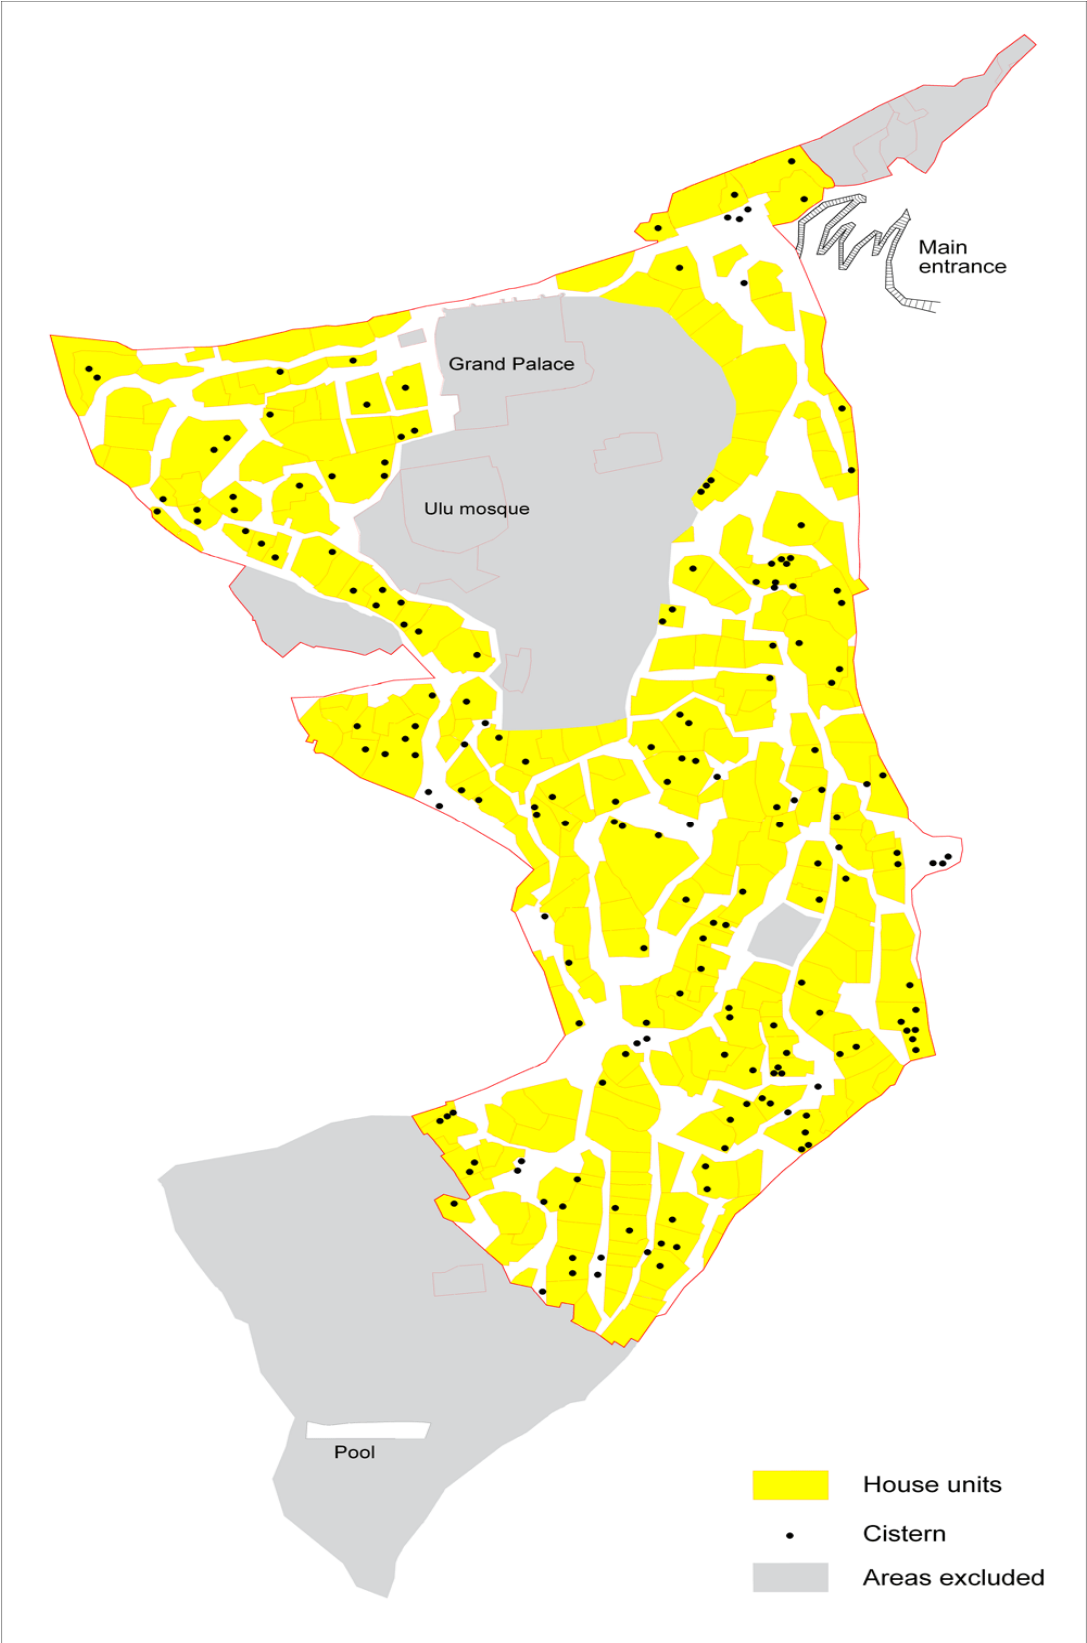 Main
entrance
Grand Palace
Ulu mosque
Pool
House units
Cistern
Areas excluded